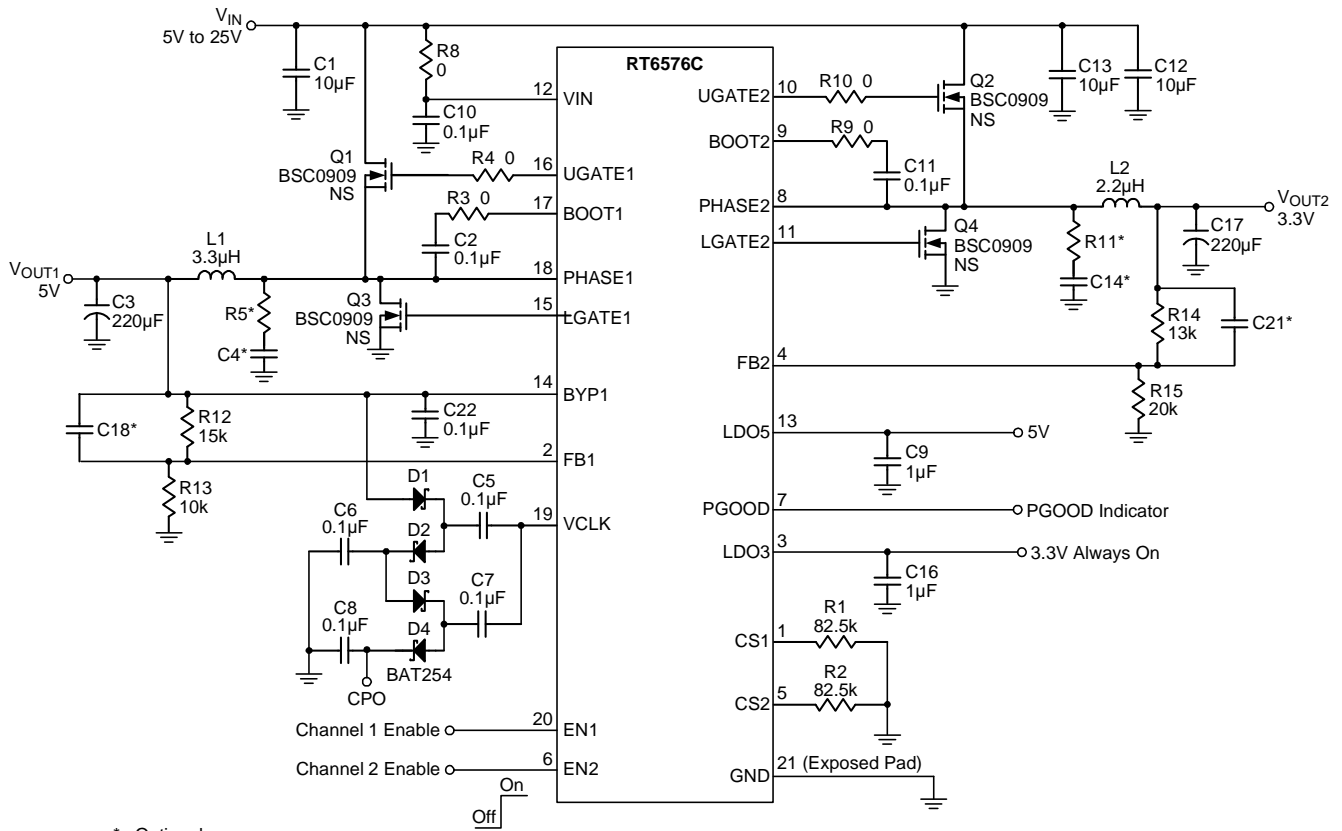 VIN
5V to 25V
C1
10µF
R8
0
12
VIN
C10
0.1µF
Q1
BSC0909
NS
R4 0
16
UGATE1
R3 0
17
BOOT1
C2
0.1µF
L1
3.3µH
VOUT1
5V
18
PHASE1
C3
220µF
R5*
C4*
Q3
BSC0909
NS
15
LGATE1
14
BYP1
C22
0.1µF
C18*
R12
15k
2
FB1
R13
10k
D1
C5
0.1µF
19
VCLK
C6
0.1µF
D2
D3
C7
0.1µF
C8
0.1µF
D4
BAT254
CPO
Channel 1 Enable
20
EN1
Channel 2 Enable
6
EN2
On
Off
RT6576C
UGATE2
10
R10 0
Q2
BSC0909
NS
C13
10µF
C12
10µF
BOOT2
9
R9 0
C11
0.1µF
PHASE2
8
L2
2.2µH
VOUT2
3.3V
LGATE2
11
Q4
BSC0909
NS
R11*
C14*
C17
220µF
R14
13k
C21*
FB2
4
R15
20k
LDO5
13
5V
C9
1µF
PGOOD
7
PGOOD Indicator
LDO3
3
3.3V Always On
C16
1µF
CS1
1
R1
82.5k
CS2
5
R2
82.5k
GND
21 (Exposed Pad)